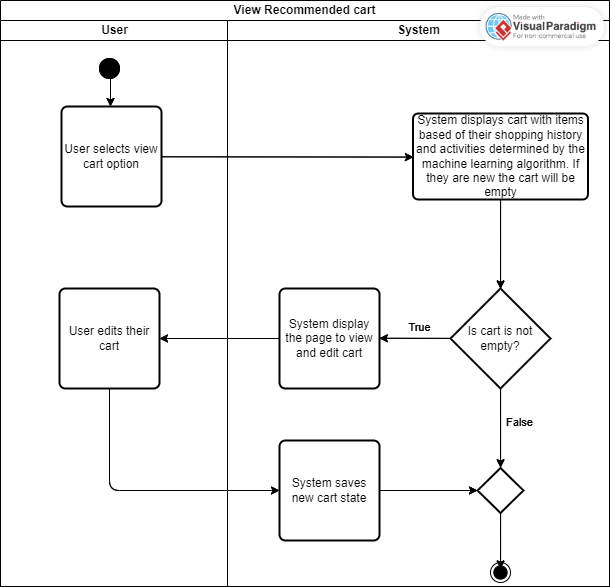 View Recommended cart
Made with
VisualParadigm
For non-commercial use
User
System
User selects view
cart option
System displays cart with items
based of their shopping history
and activities determined by the
machine learning algorithm. If
they are new the cart will be
empty
User edits their
cart
System display
the page to view
and edit cart
True
Is cart is not
empty?
False
System saves
new cart state